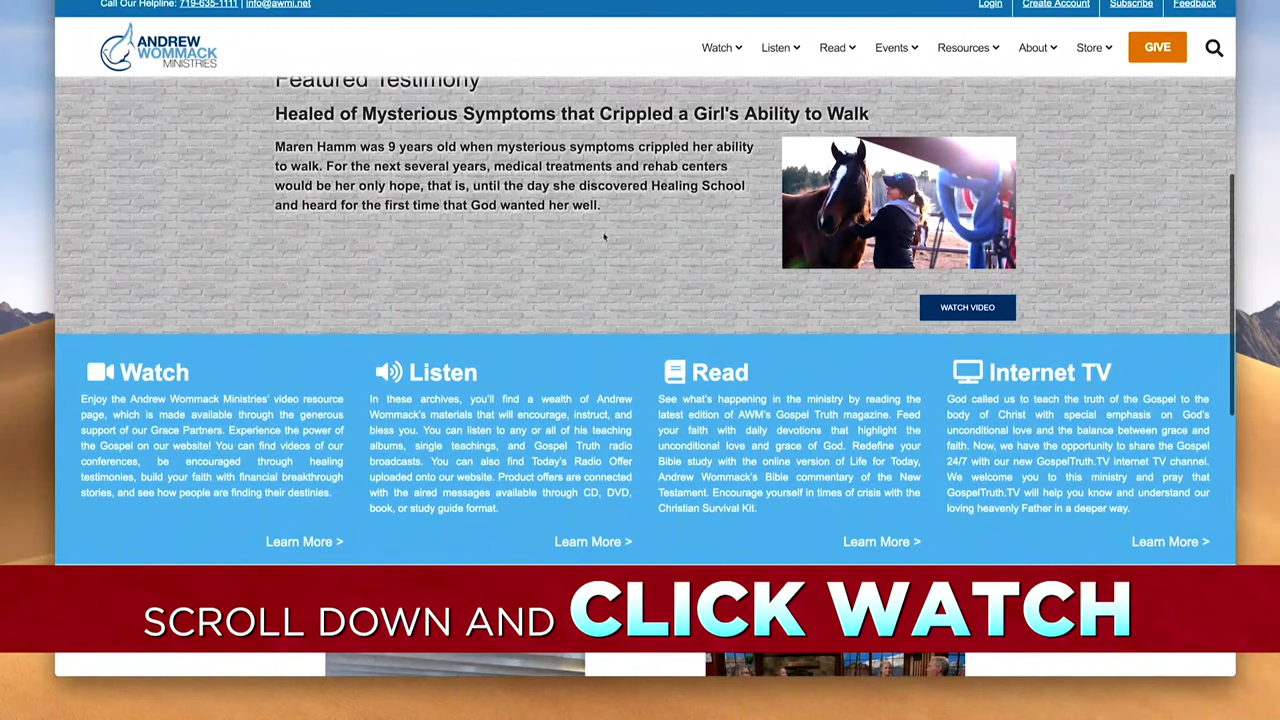 Call Our Helpline: 719-635-1111 | info@awmi.net
Login
Create Account
Subscribe
Feedback
ANDREW
WOMMACK
MINISTRIES
Watch
Listen
Read
Events
Resources
About
Store
GIVE
Featured Testimony
Healed of Mysterious Symptoms that Crippled a Girl's Ability to Walk
Maren Hamm was 9 years old when mysterious symptoms crippled her ability
to walk. For the next several years, medical treatments and rehab centers
would be her only hope, that is, until the day she discovered Healing School
and heard for the first time that God wanted her well.
WATCH VIDEO
Watch
Enjoy the Andrew Wommack Ministries' video resource
page, which is made available through the generous
support of our Grace Partners. Experience the power of
the Gospel on our website! You can find videos of our
conferences, be encouraged through healing
testimonies, build your faith with financial breakthrough
stories, and see how people are finding their destinies.
Learn More >
Listen
In these archives, you'll find a wealth of Andrew
Wommack's materials that will encourage, instruct, and
bless you. You can listen to any or all of his teaching
albums, single teachings, and Gospel Truth radio
broadcasts. You can also find Today's Radio Offer
uploaded onto our website. Product offers are connected
with the aired messages available through CD, DVD,
book, or study guide format.
Learn More >
Read
See what's happening in the ministry by reading the
latest edition of AWM's Gospel Truth magazine. Feed
your faith with daily devotions that highlight the
unconditional love and grace of God. Redefine your
Bible study with the online version of Life for Today,
Andrew Wommack's Bible commentary of the New
Testament. Encourage yourself in times of crisis with the
Christian Survival Kit.
Learn More >
Internet TV
God called us to teach the truth of the Gospel to the
body of Christ with special emphasis on God's
unconditional love and the balance between grace and
faith. Now, we have the opportunity to share the Gospel
24/7 with our new GospelTruth.TV internet TV channel.
We welcome you to this ministry and pray that
GospelTruth.TV will help you know and understand our
loving heavenly Father in a deeper way.
Learn More >
SCROLL DOWN AND CLICK WATCH